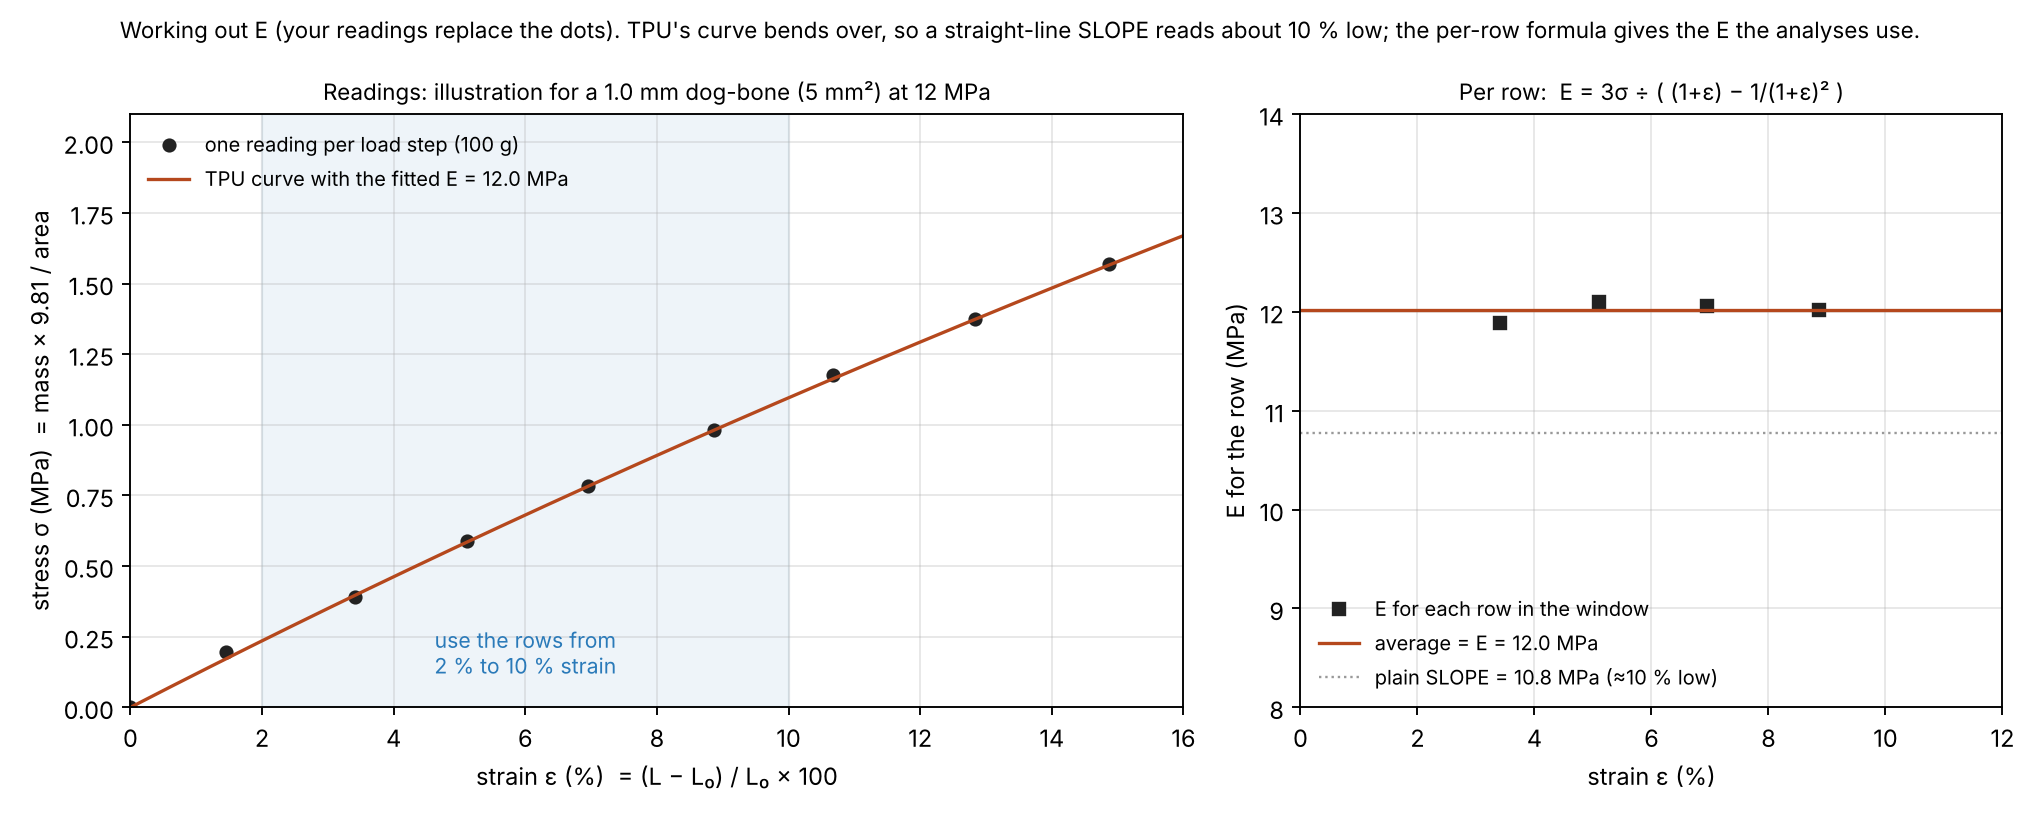 Working out E (your readings replace the dots). TPU's curve bends over, so a straight-line SLOPE reads about 10 % low; the per-row formula gives the E the analyses use.
Readings: illustration for a 1.0 mm dog-bone (5 mm²) at 12 MPa
one reading per load step (100 g)
TPU curve with the fitted E = 12.0 MPa
use the rows from
2 % to 10 % strain
stress σ (MPa)  = mass × 9.81 / area
2.00
1.75
1.50
1.25
1.00
0.75
0.50
0.25
0.00
0 2 4 6 8 10 12 14 16
strain ε (%)  = (L − L₀) / L₀ × 100
Per row:  E = 3σ ÷ ( (1+ε) − 1/(1+ε)² )
E for the row (MPa)
14
13
12
11
10
9
8
E for each row in the window
average = E = 12.0 MPa
plain SLOPE = 10.8 MPa (≈10 % low)
0 2 4 6 8 10 12
strain ε (%)